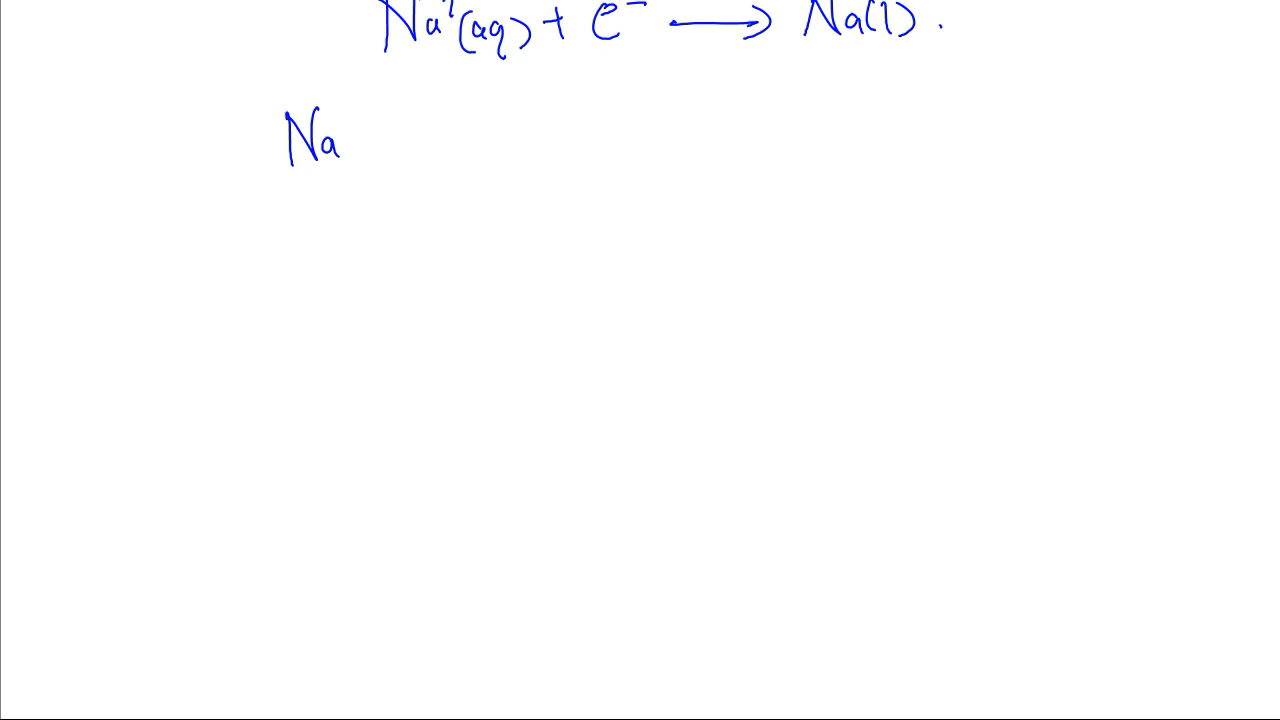 Na⁺(aq) + e⁻ ⟶ Na(l).
Na